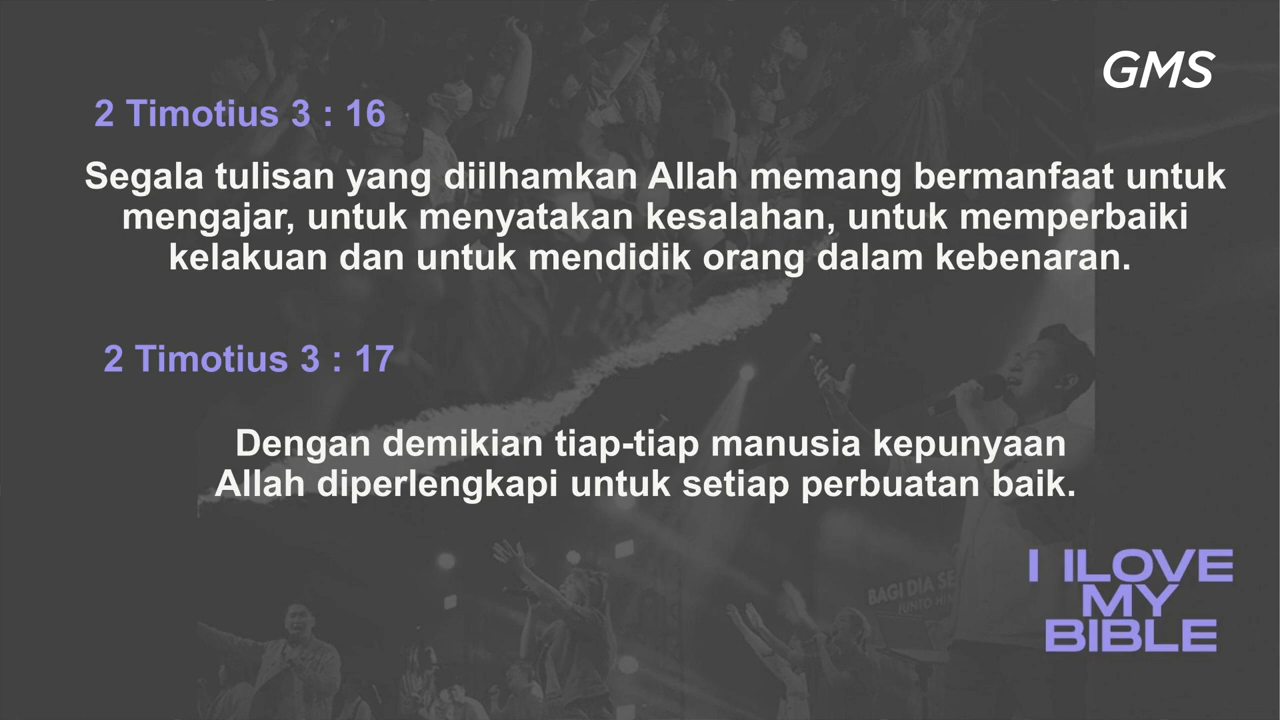 GMS
2 Timotius 3 : 16
Segala tulisan yang diilhamkan Allah memang bermanfaat untuk
mengajar, untuk menyatakan kesalahan, untuk memperbaiki
kelakuan dan untuk mendidik orang dalam kebenaran.
2 Timotius 3 : 17
Dengan demikian tiap-tiap manusia kepunyaan
Allah diperlengkapi untuk setiap perbuatan baik.
I ILOVE
MY
BIBLE
BAGI DIA SE